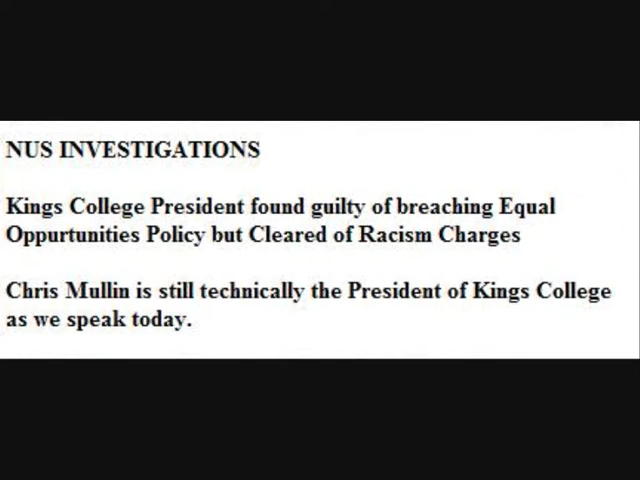 NUS INVESTIGATIONS
Kings College President found guilty of breaching Equal
Oppurtunities Policy but Cleared of Racism Charges
Chris Mullin is still technically the President of Kings College
as we speak today.